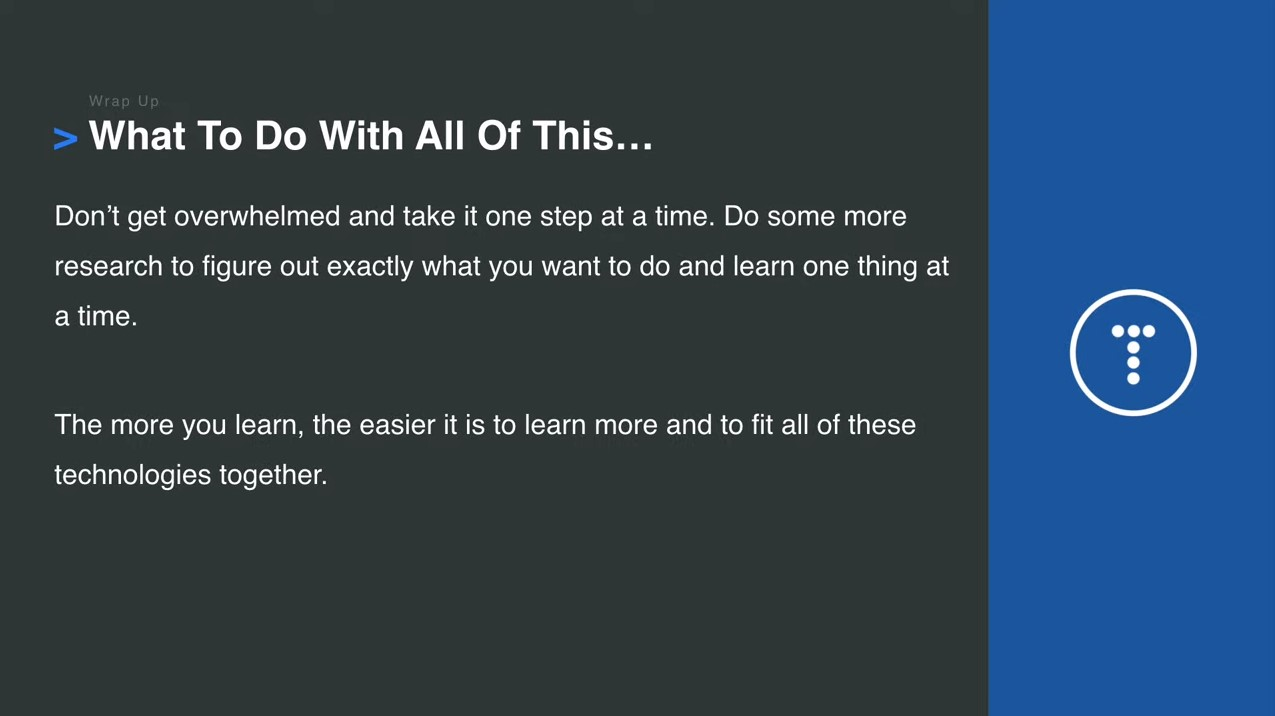 Wrap Up
> What To Do With All Of This…
Don’t get overwhelmed and take it one step at a time. Do some more
research to figure out exactly what you want to do and learn one thing at
a time.
The more you learn, the easier it is to learn more and to fit all of these
technologies together.
T